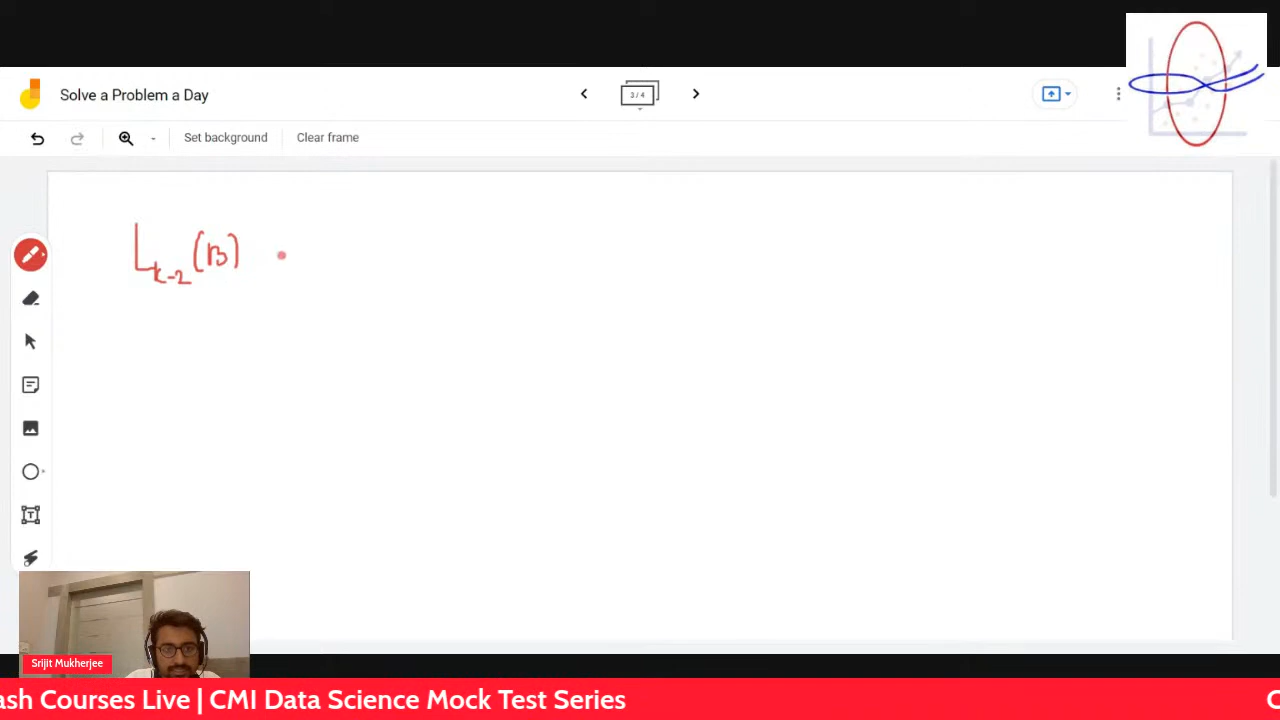 Solve a Problem a Day
3 / 4
Set background
Clear frame
L_{k-2} (B)
Srijit Mukherjee
ash Courses Live | CMI Data Science Mock Test Series
C